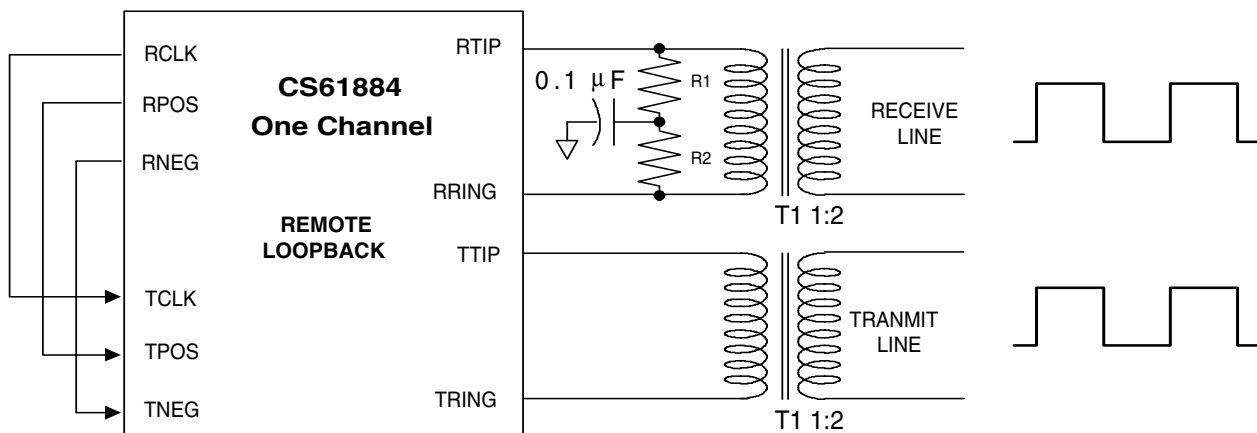 RCLK
RPOS
RNEG
TCLK
TPOS
TNEG
CS61884
One Channel
REMOTE
LOOPBACK
RTIP
RRING
TTIP
TRING
0.1 μF
R1
R2
RECEIVE
LINE
T1 1:2
TRANMIT
LINE
T1 1:2